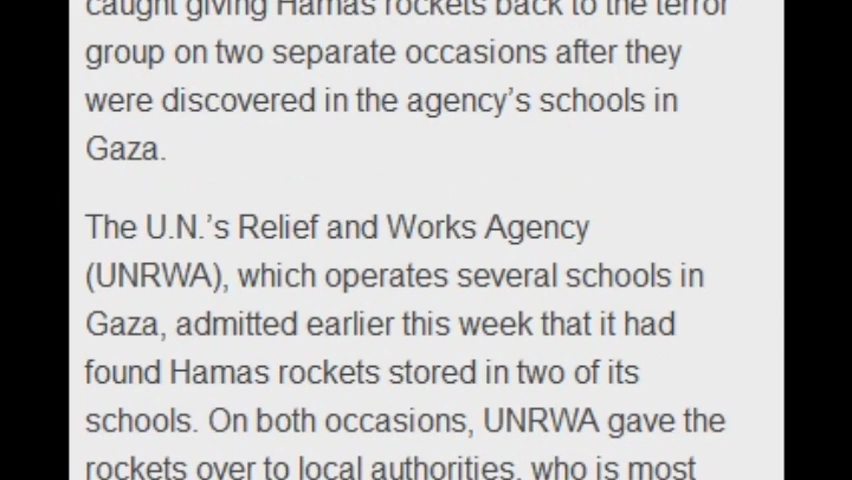 caught giving Hamas rockets back to the terror
group on two separate occasions after they
were discovered in the agency's schools in
Gaza.
The U.N.'s Relief and Works Agency
(UNRWA), which operates several schools in
Gaza, admitted earlier this week that it had
found Hamas rockets stored in two of its
schools. On both occasions, UNRWA gave the
rockets over to local authorities, who is most